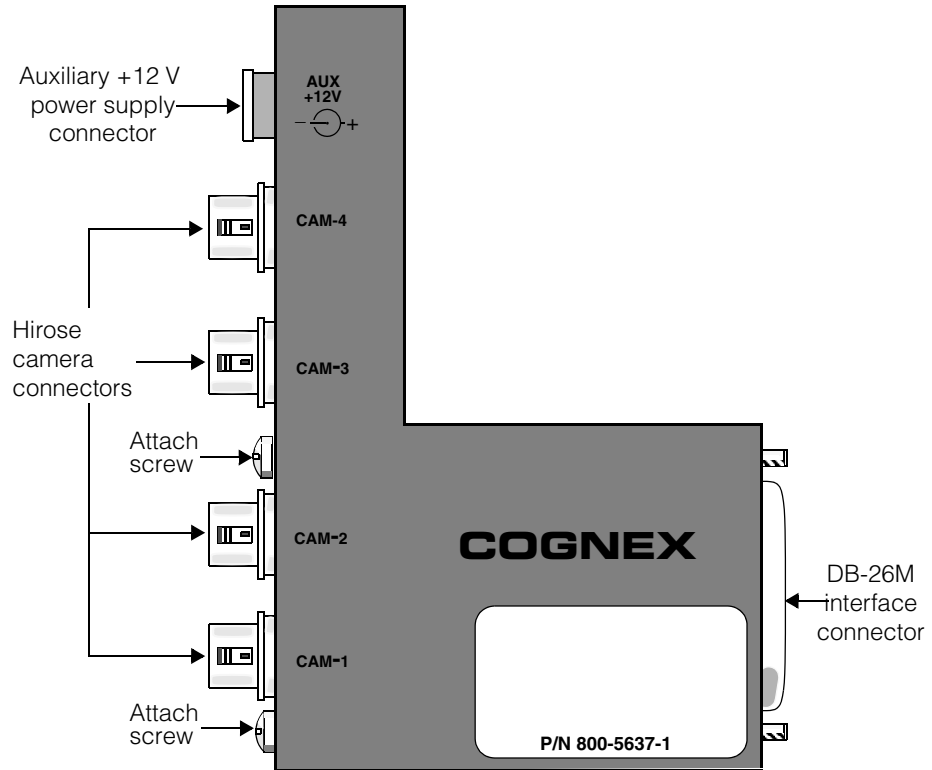 Auxiliary +12 V
power supply
connector
AUX
+12V
− +
CAM-4
Hirose
camera
connectors
CAM-3
Attach
screw
CAM-2
COGNEX
DB-26M
interface
connector
CAM-1
Attach
screw
P/N 800-5637-1